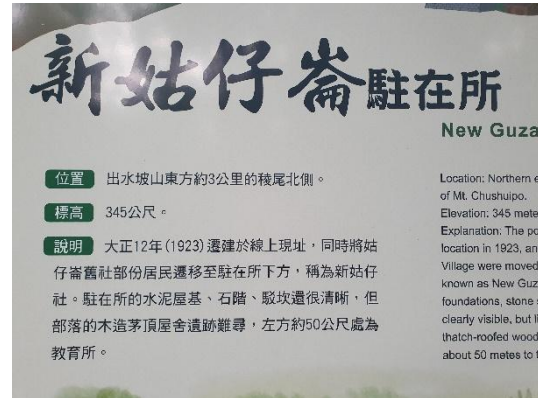 新姑仔崙駐在所
New Guza
位置 出水坡山東方約3公里的稜尾北側。
標高 345公尺。
說明 大正12年(1923)遷建於線上現址,同時將姑
仔崙舊社部份居民遷移至駐在所下方,稱為新姑仔
社。駐在所的水泥屋基、石階、駁坎還很清晰,但
部落的木造茅頂屋舍遺跡難尋,左方約50公尺處為
教育所。
Location: Northern e
of Mt. Chushuipo.
Elevation: 345 mete
Explanation: The po
location in 1923, an
Village were moved
known as New Guz
foundations, stone s
clearly visible, but li
thatch-roofed wood
about 50 metes to t